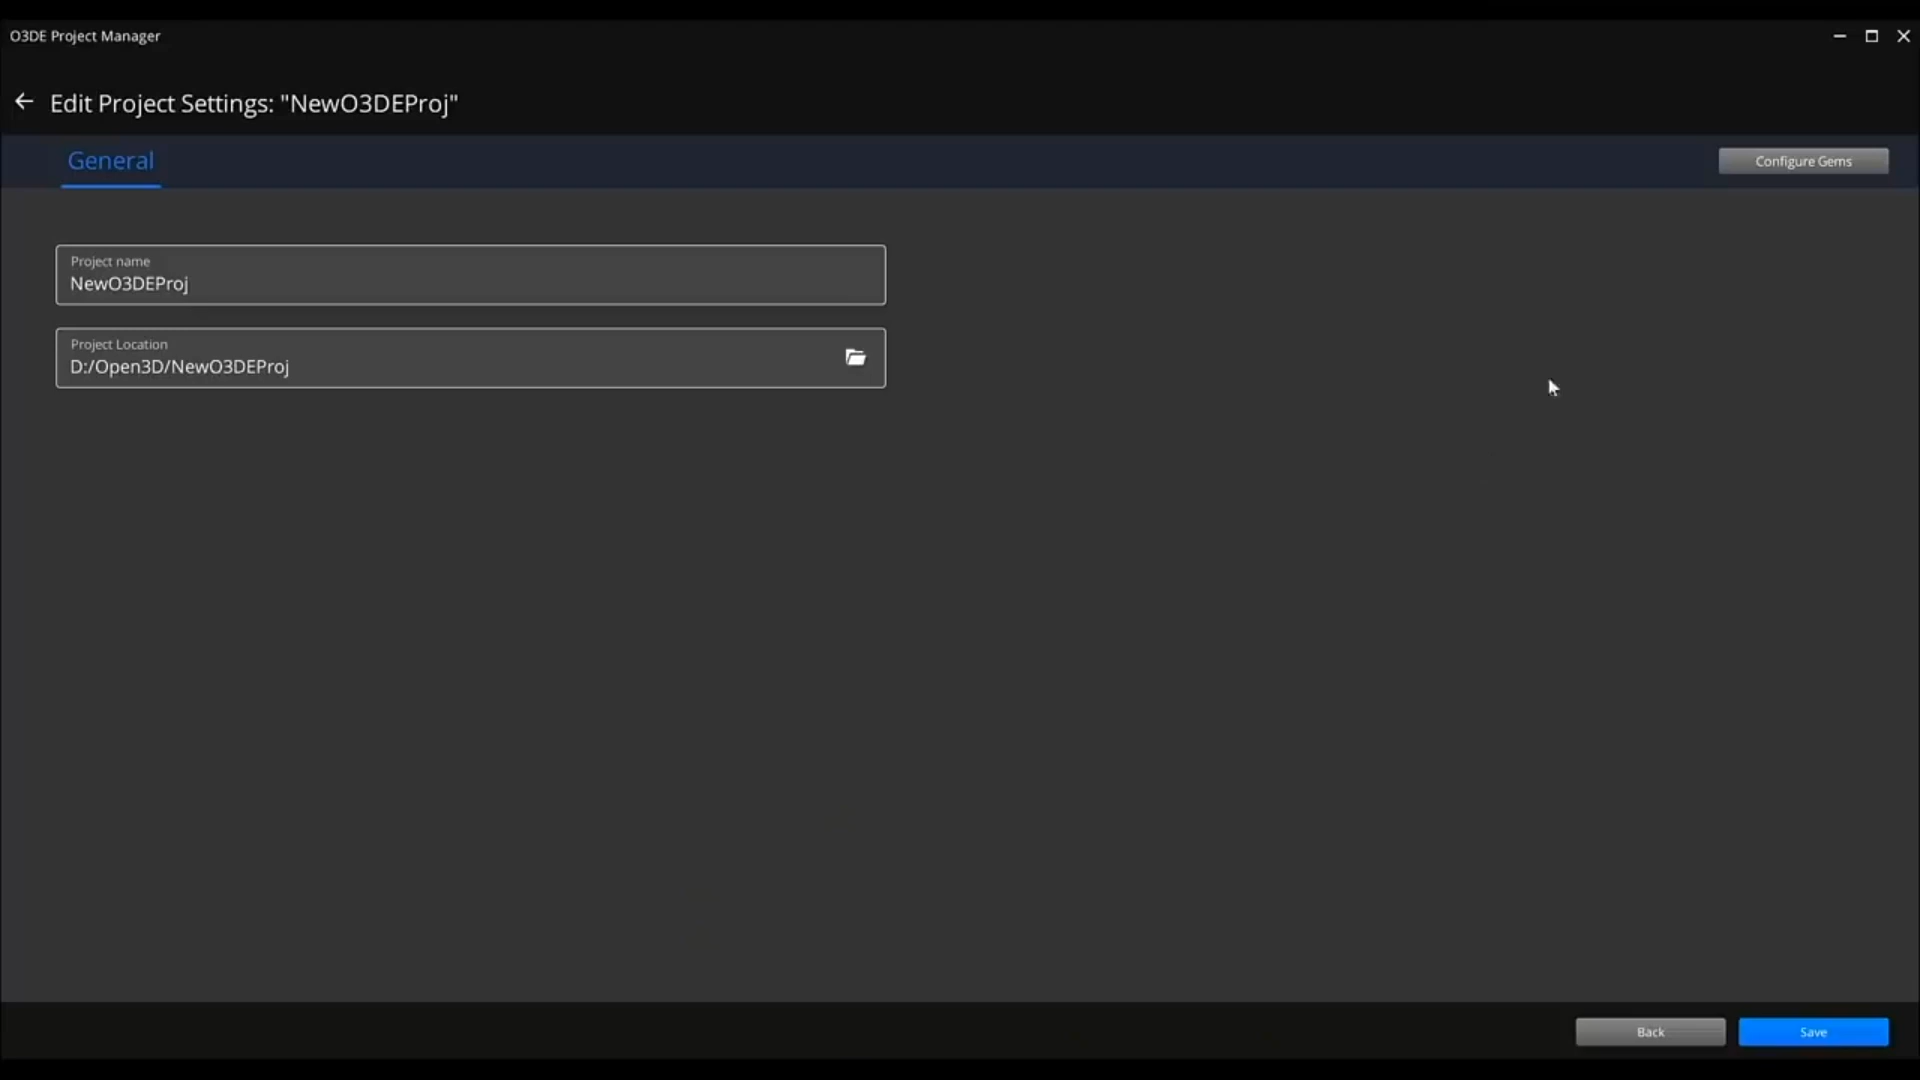 O3DE Project Manager
Edit Project Settings: "NewO3DEProj"
General
Configure Gems
Project name
NewO3DEProj
Project Location
D:/Open3D/NewO3DEProj
Back
Save